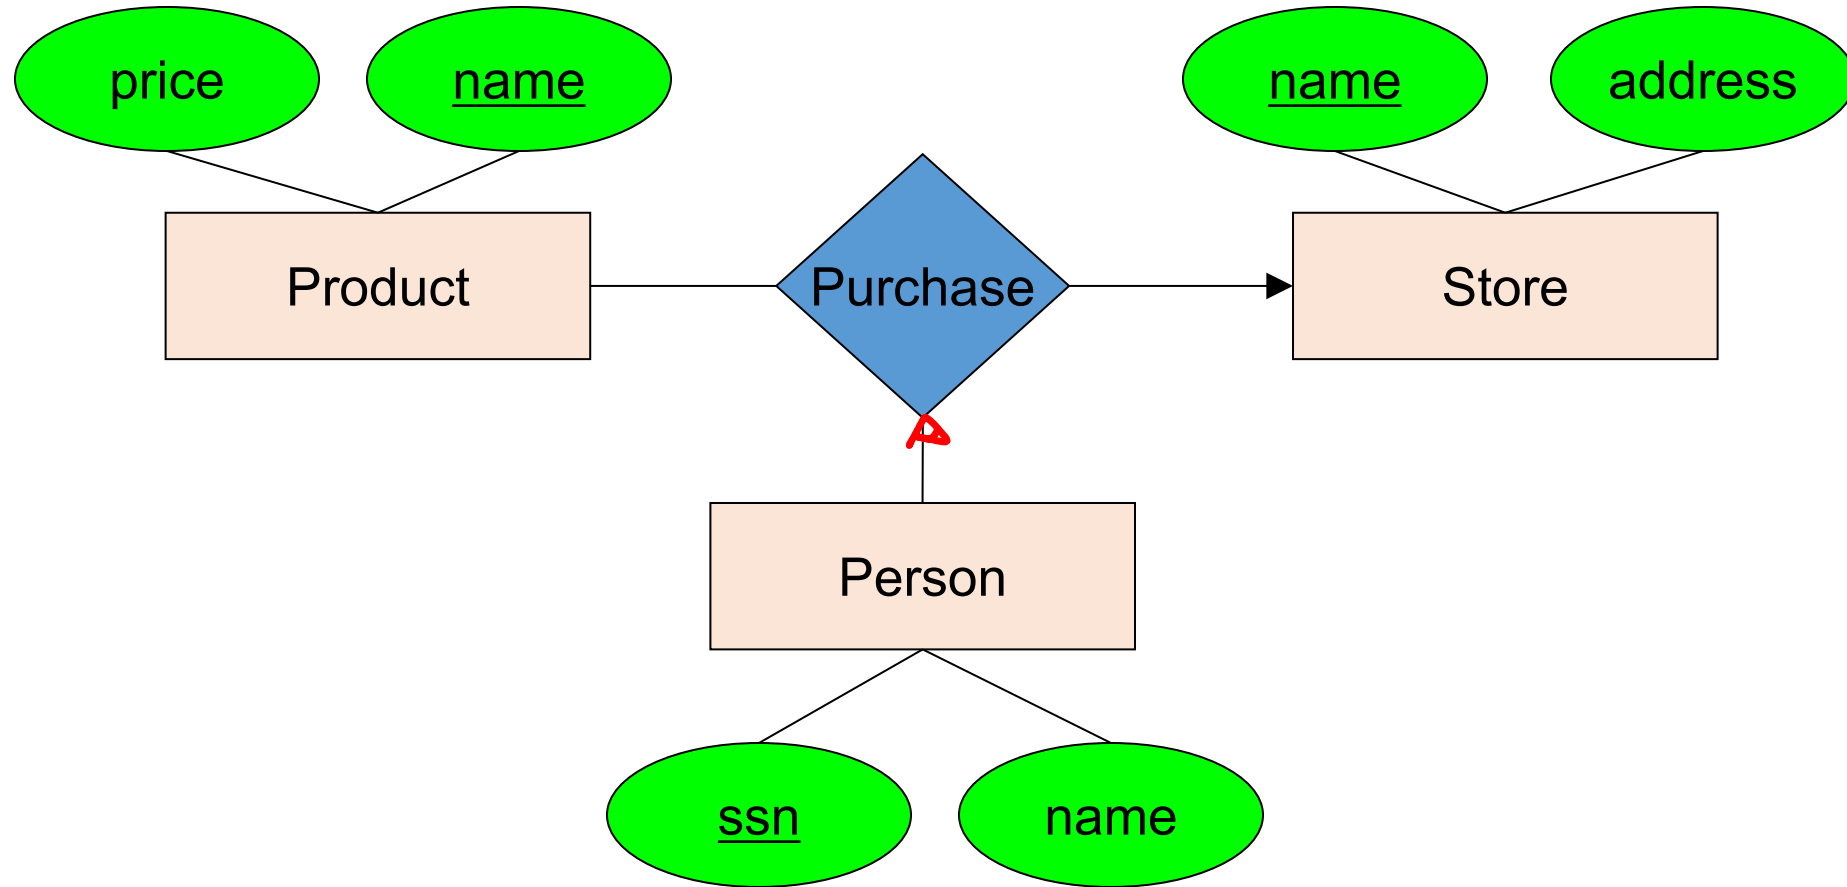 price
name
name
address
Product
Purchase
Store
Person
ssn
name